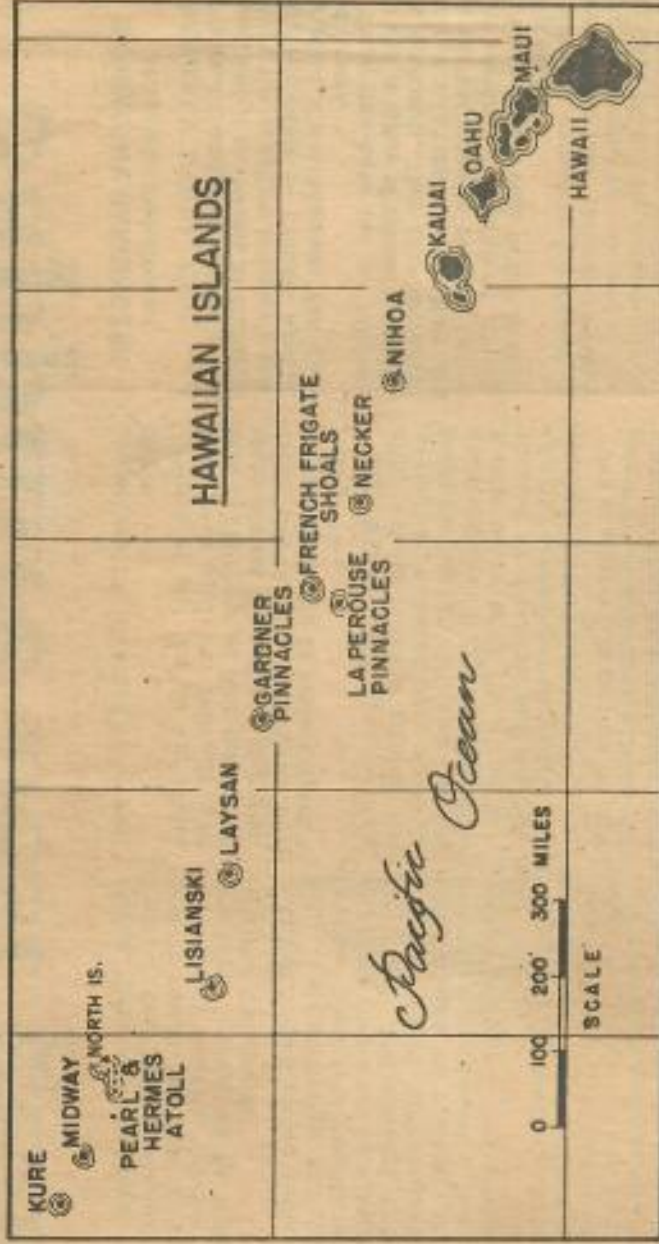 HAWAIIAN ISLANDS
KURE
MIDWAY
NORTH IS.
PEARL &
HERMES
ATOLL
LISIANSKI
LAYSAN
GARDNER
PINNACLES
FRENCH FRIGATE
SHOALS
LA PEROUSE
PINNACLES
NECKER
NIHOA
KAUAI
OAHU
MAUI
HAWAII
Pacific Ocean
0 100 200 300 MILES
SCALE